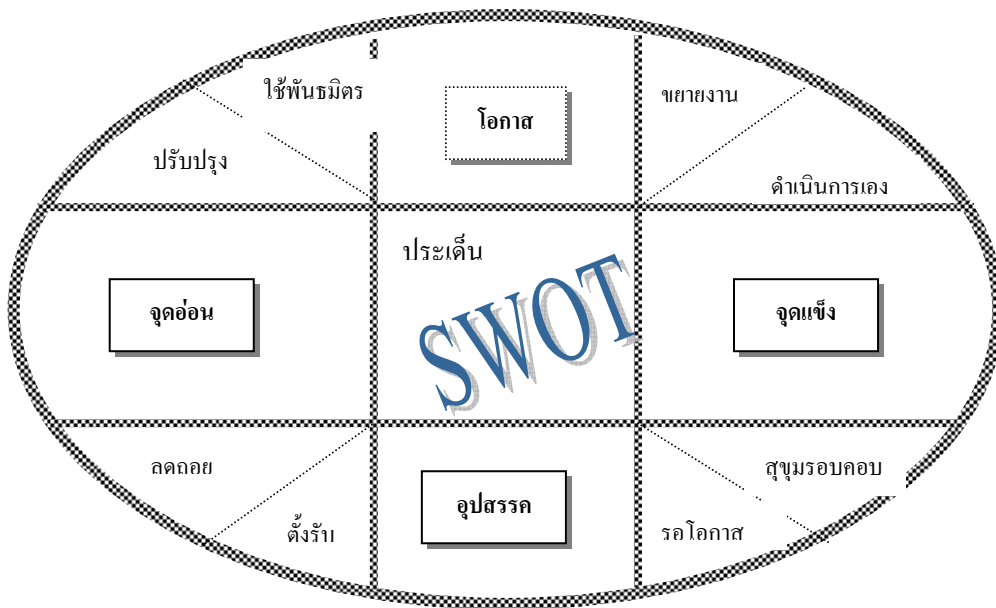 ใช้พันธมิตร
โอกาส
ขยายงาน
ปรับปรุง
ดำเนินการเอง
ประเด็น
จุดอ่อน
SWOT
จุดแข็ง
ลดถอย
อุปสรรค
สุขุมรอบคอบ
ตั้งรับ
รอโอกาส